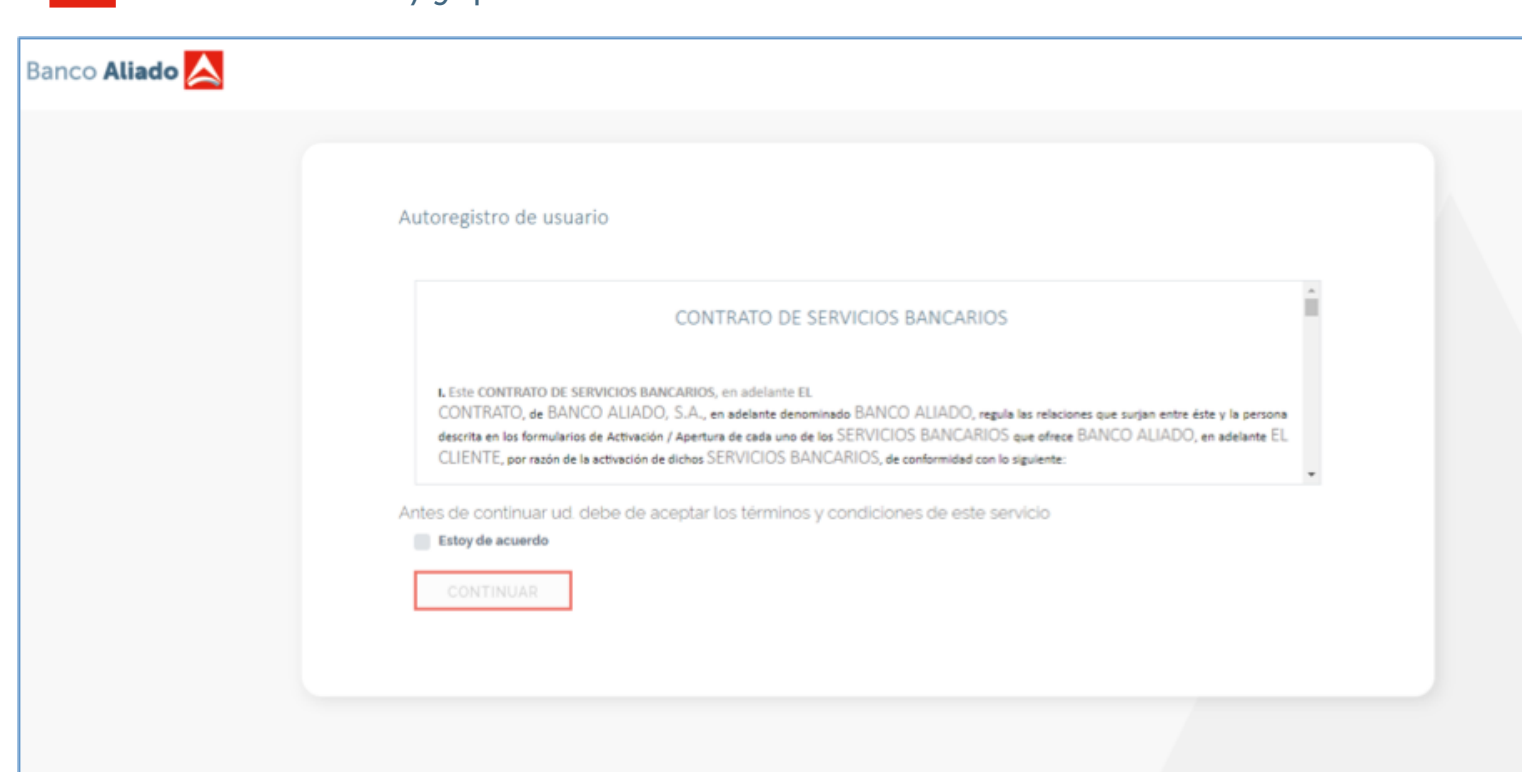 Banco Aliado
Autoregistro de usuario
CONTRATO DE SERVICIOS BANCARIOS
I. Este CONTRATO DE SERVICIOS BANCARIOS, en adelante EL
CONTRATO, de BANCO ALIADO, S.A., en adelante denominado BANCO ALIADO, regula las relaciones que surjan entre éste y la persona
descrita en los formularios de Activación / Apertura de cada uno de los SERVICIOS BANCARIOS que ofrece BANCO ALIADO, en adelante EL
CLIENTE, por razón de la activación de dichos SERVICIOS BANCARIOS, de conformidad con lo siguiente:
Antes de continuar ud. debe de aceptar los términos y condiciones de este servicio
Estoy de acuerdo
CONTINUAR